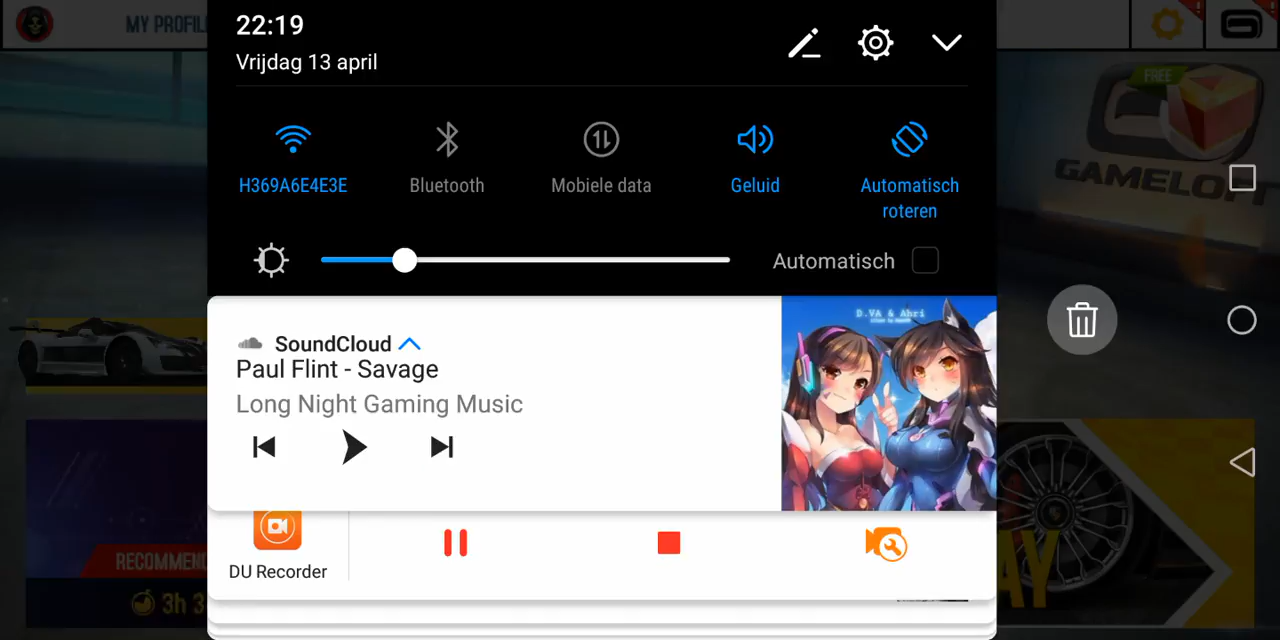 22:19
MY PROFIL
Vrijdag 13 april
FREE
GAMELOFT
H369A6E4E3E
Bluetooth
Mobiele data
Geluid
Automatisch
roteren
Automatisch
D.VA & Ahri
SoundCloud
Paul Flint - Savage
Long Night Gaming Music
RECOMMEN
DU Recorder
3h 3
AY